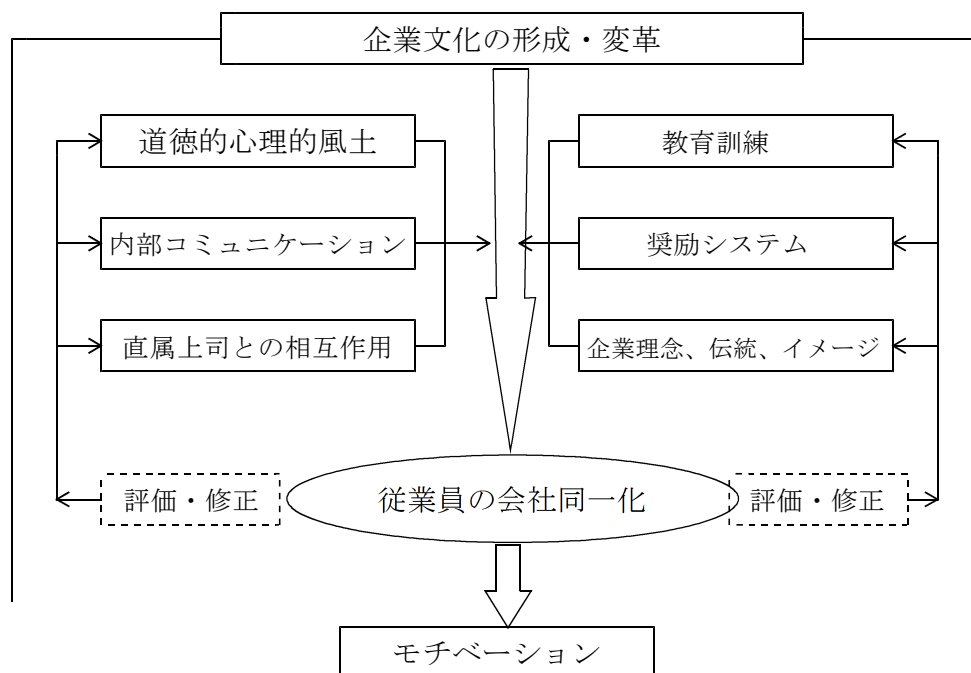 企業文化の形成・変革
道徳的心理的風土
教育訓練
内部コミュニケーション
奨励システム
直属上司との相互作用
企業理念、伝統、イメージ
評価・修正
従業員の会社同一化
評価・修正
モチベーション